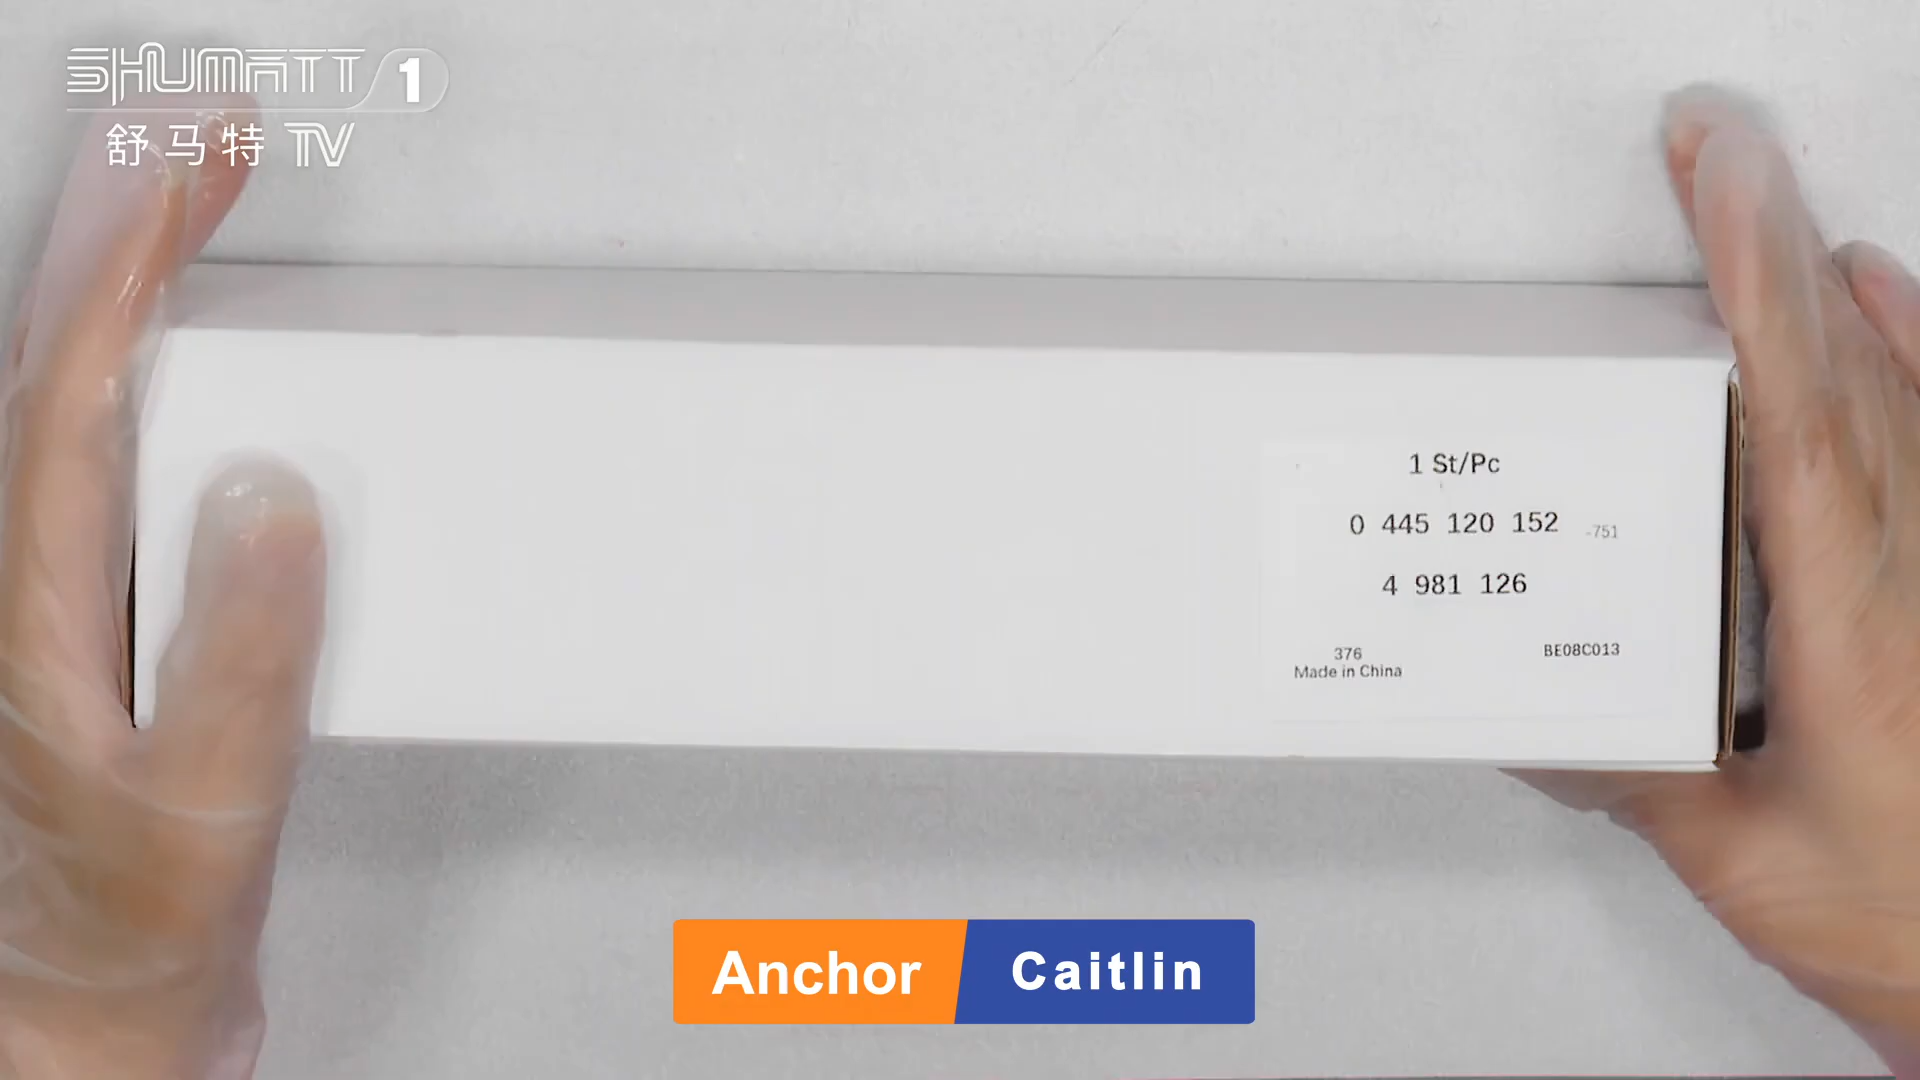 SHUMATT 1
舒马特 TV
1 St/Pc
0 445 120 152 -751
4 981 126
376
BE08C013
Made in China
Anchor Caitlin